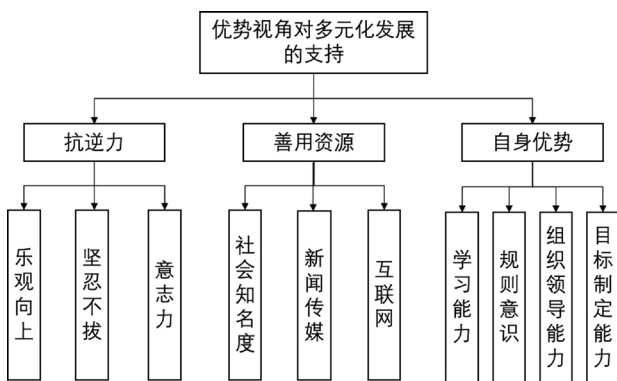 优势视角对多元化发展
的支持
抗逆力
善用资源
自身优势
乐观向上
坚忍不拔
意志力
社会知名度
新闻传媒
互联网
学习能力
规则意识
组织领导能力
目标制定能力